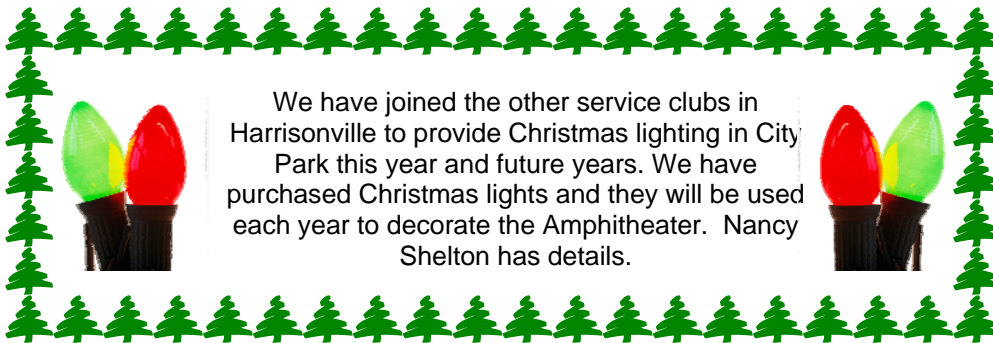 We have joined the other service clubs in
Harrisonville to provide Christmas lighting in City
Park this year and future years. We have
purchased Christmas lights and they will be used
each year to decorate the Amphitheater.  Nancy
Shelton has details.